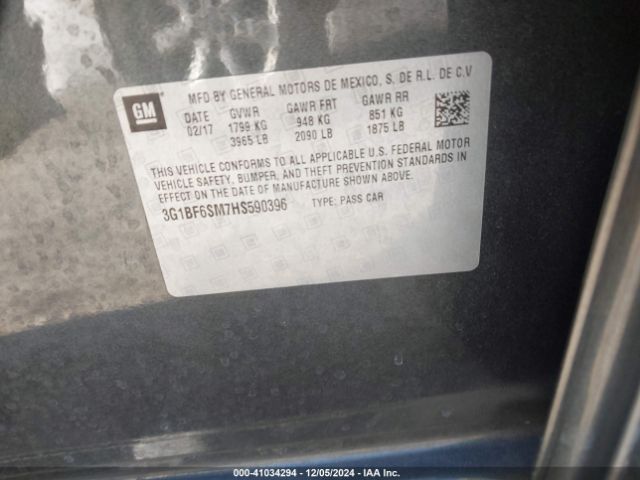 GM
MFD BY GENERAL MOTORS DE MEXICO, S. DE R.L. DE C.V
DATE GVWR GAWR FRT GAWR RR
02/17 1799 KG 948 KG 851 KG
3965 LB 2090 LB 1875 LB
THIS VEHICLE CONFORMS TO ALL APPLICABLE U.S. FEDERAL MOTOR
VEHICLE SAFETY, BUMPER, AND THEFT PREVENTION STANDARDS IN
EFFECT ON THE DATE OF MANUFACTURE SHOWN ABOVE.
3G1BF6SM7HS590396 TYPE: PASS CAR
000-41034294 - 12/05/2024 - IAA Inc.